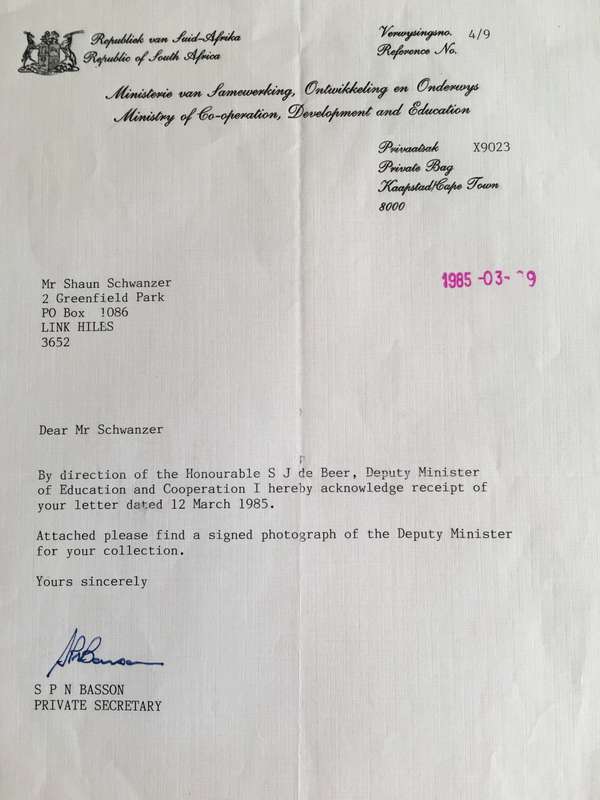 Republiek van Suid-Afrika
Republic of South Africa
Verwysingsno. 4/9
Reference No.
Ministerie van Samewerking, Ontwikkeling en Onderwys
Ministry of Co-operation, Development and Education
Privaatsak X9023
Private Bag
Kaapstad/Cape Town
8000
1985 -03-
Mr Shaun Schwanzer
2 Greenfield Park
PO Box 1086
LINK HILLS
3652
Dear Mr Schwanzer
By direction of the Honourable S J de Beer, Deputy Minister
of Education and Cooperation I hereby acknowledge receipt of
your letter dated 12 March 1985.
Attached please find a signed photograph of the Deputy Minister
for your collection.
Yours sincerely
SPNBasson
S P N BASSON
PRIVATE SECRETARY